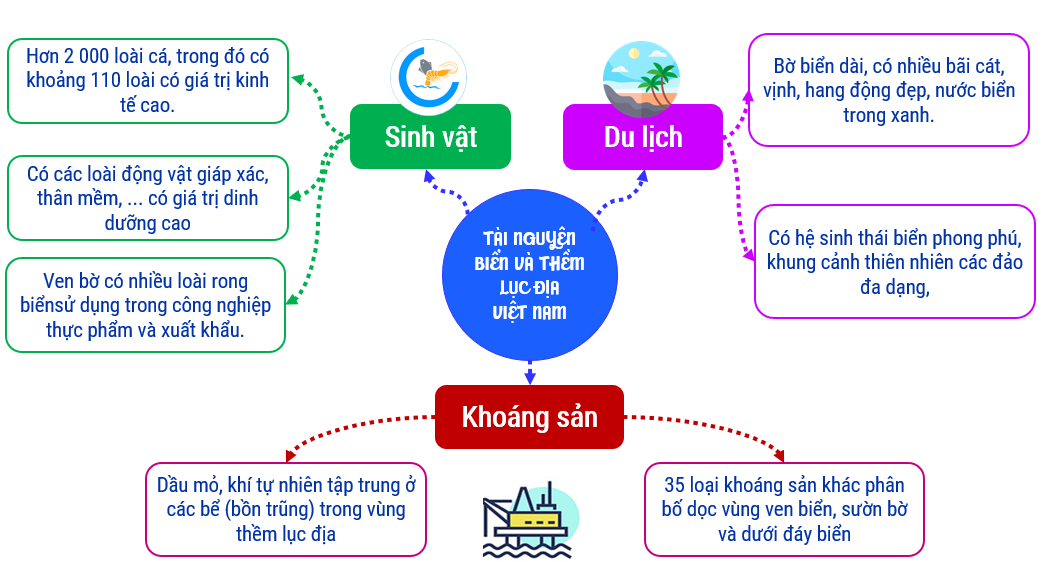 TÀI NGUYÊN
BIỂN VÀ THỀM
LỤC ĐỊA
VIỆT NAM
Sinh vật
Hơn 2 000 loài cá, trong đó có
khoảng 110 loài có giá trị kinh
tế cao.
Có các loài động vật giáp xác,
thân mềm, ... có giá trị dinh
dưỡng cao
Ven bờ có nhiều loài rong
biểnsử dụng trong công nghiệp
thực phẩm và xuất khẩu.
Du lịch
Bờ biển dài, có nhiều bãi cát,
vịnh, hang động đẹp, nước biển
trong xanh.
Có hệ sinh thái biển phong phú,
khung cảnh thiên nhiên các đảo
đa dạng,
Khoáng sản
Dầu mỏ, khí tự nhiên tập trung ở
các bể (bồn trũng) trong vùng
thềm lục địa
35 loại khoáng sản khác phân
bố dọc vùng ven biển, sườn bờ
và dưới đáy biển